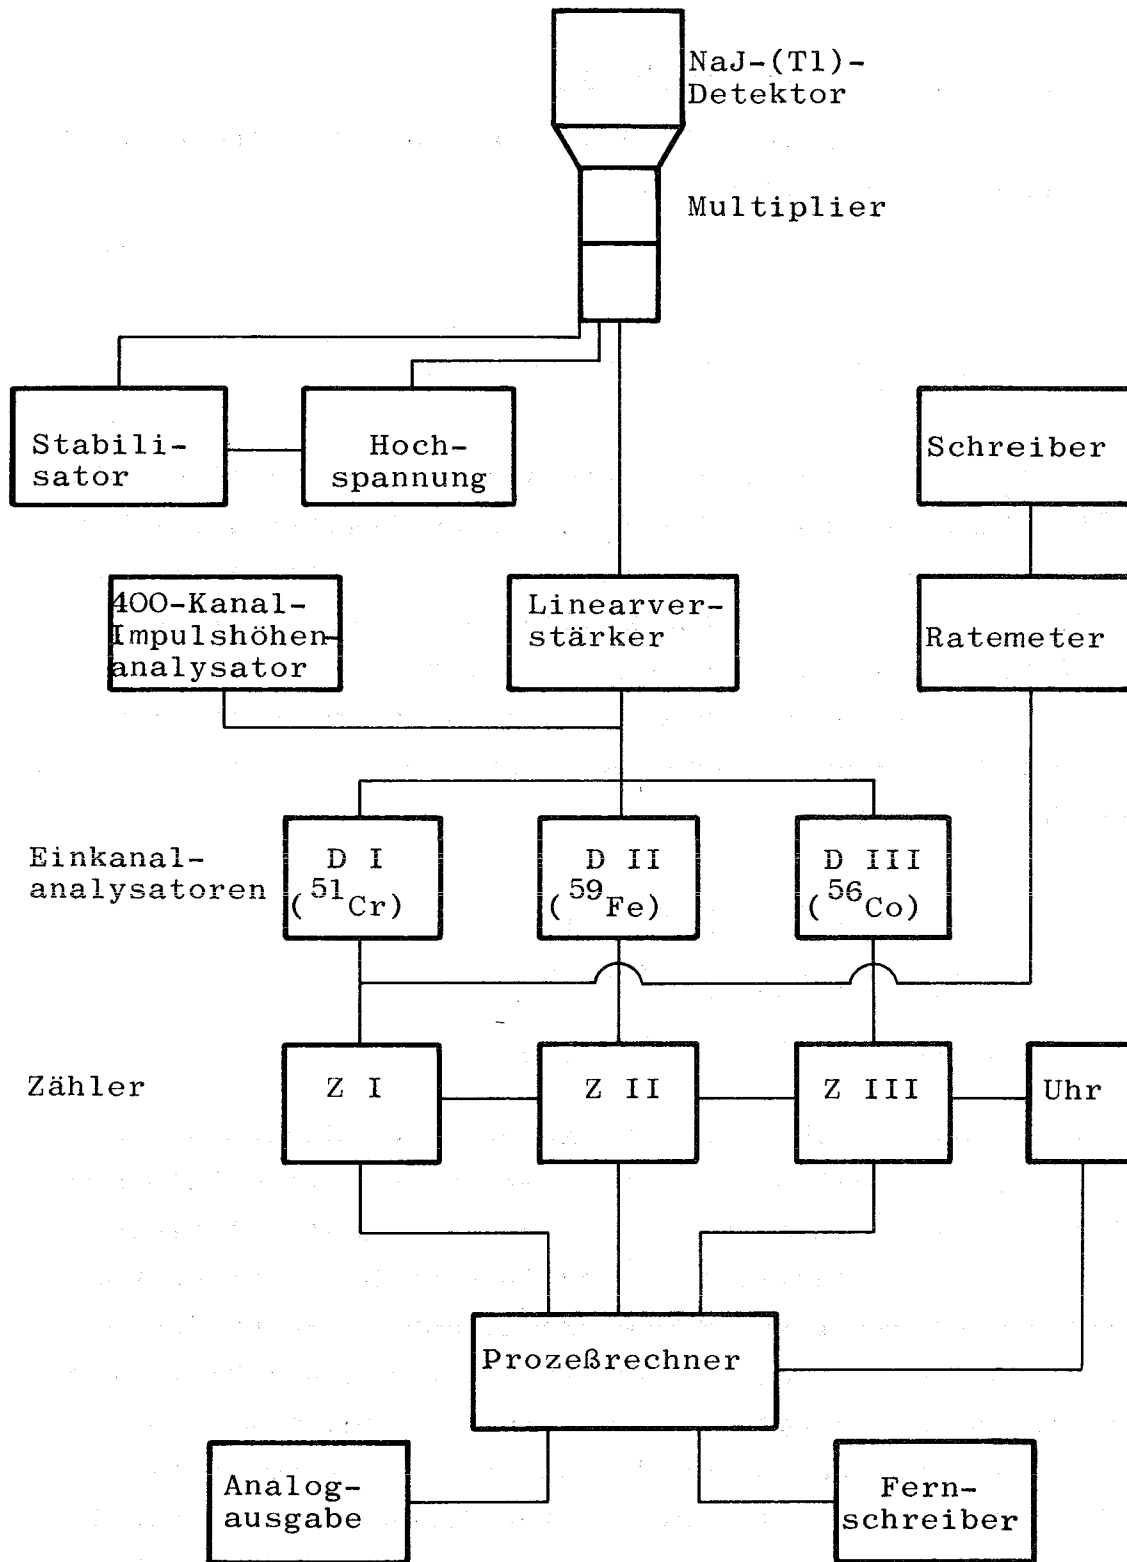 NaJ-(Tl)-
Detektor
Multiplier
Stabili-
sator
Hoch-
spannung
Schreiber
400-Kanal-
Impulshöhen-
analysator
Linearver-
stärker
Ratemeter
Einkanal-
analysatoren
D I
(⁵¹Cr)
D II
(⁵⁹Fe)
D III
(⁵⁶Co)
Zähler
Z I
Z II
Z III
Uhr
Prozeßrechner
Analog-
ausgabe
Fern-
schreiber